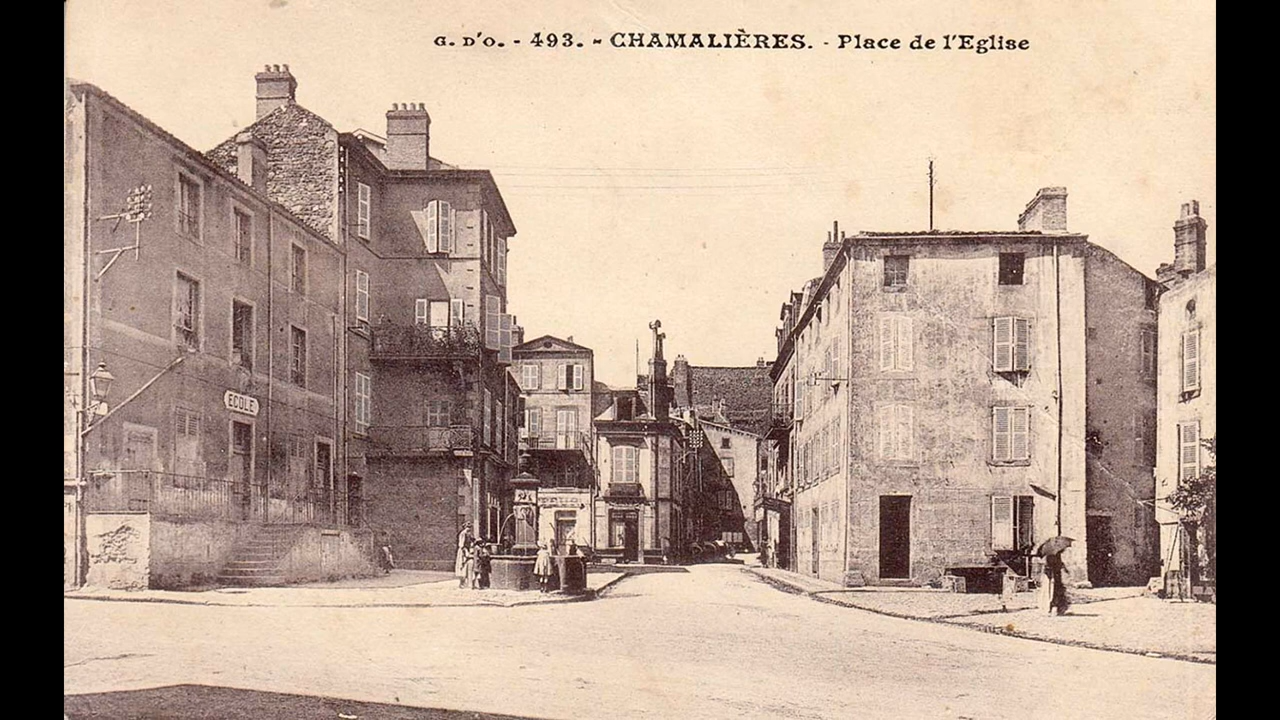 G. D'O. - 493. - CHAMALIÈRES. - Place de l'Eglise
ECOLE